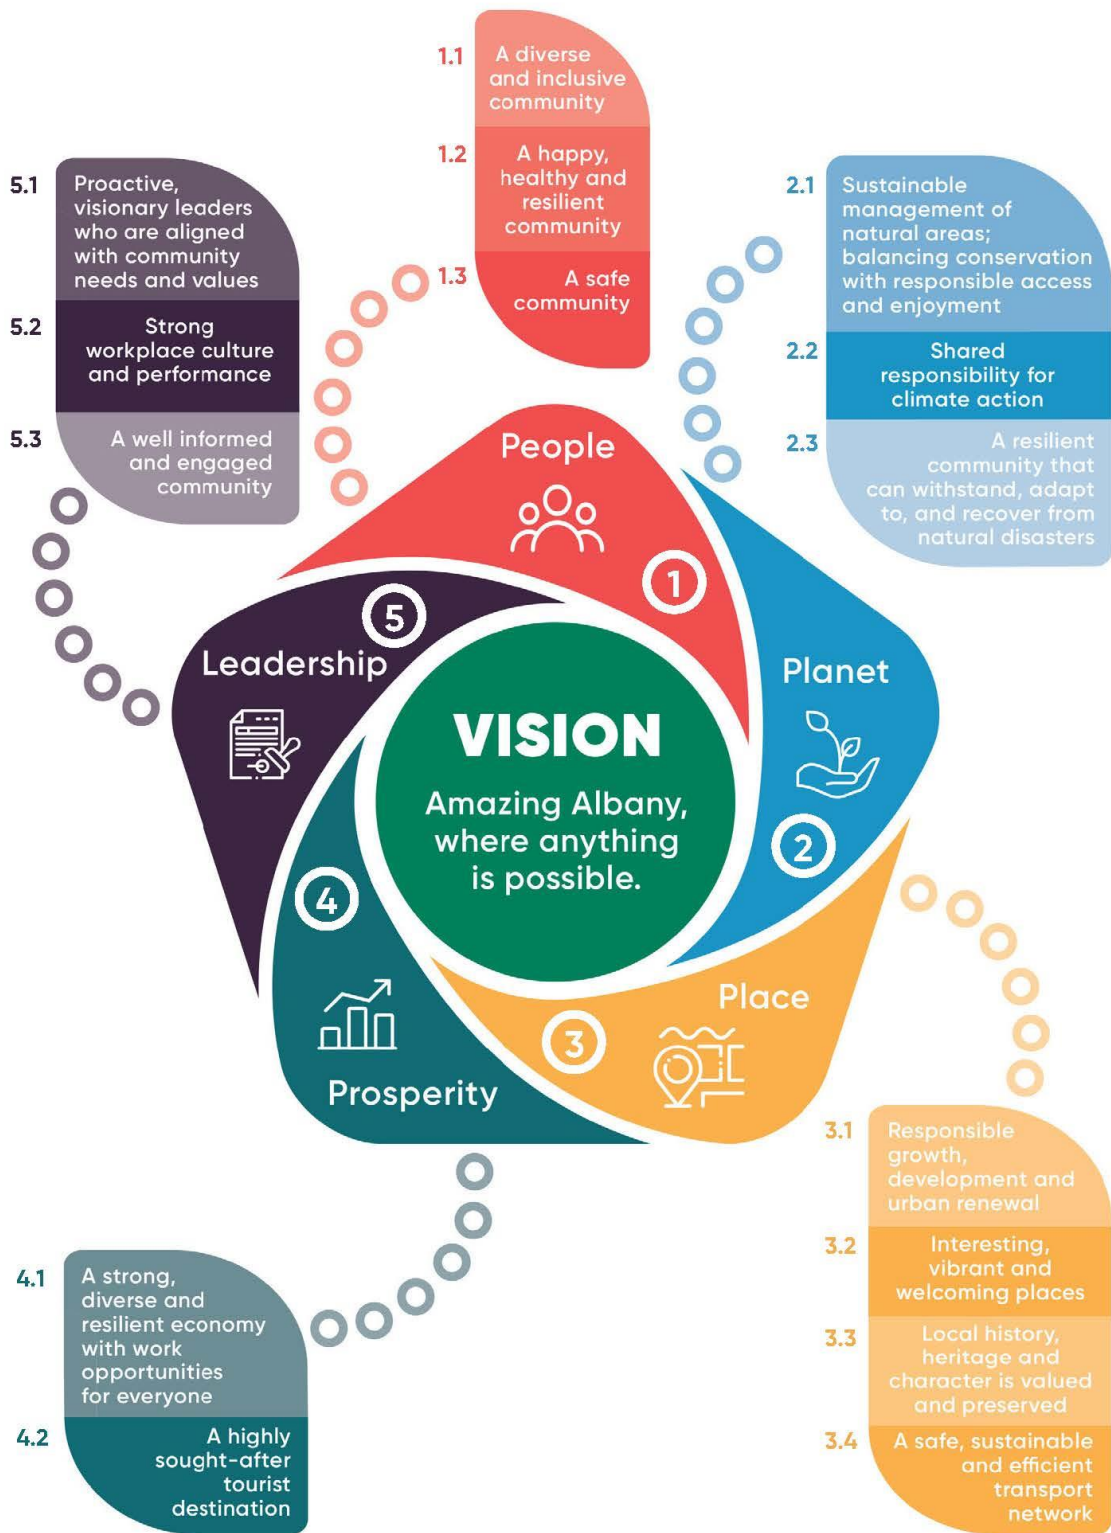 1.1
A diverse
and inclusive
community
1.2
A happy,
healthy and
resilient
community
1.3
A safe
community
5.1
Proactive,
visionary leaders
who are aligned
with community
needs and values
5.2
Strong
workplace culture
and performance
5.3
A well informed
and engaged
community
2.1
Sustainable
management of
natural areas;
balancing conservation
with responsible access
and enjoyment
2.2
Shared
responsibility for
climate action
2.3
A resilient
community that
can withstand, adapt
to, and recover from
natural disasters
People
1
5
Leadership
Planet
2
VISION
Amazing Albany,
where anything
is possible.
4
Prosperity
3
Place
3.1
Responsible
growth,
development and
urban renewal
3.2
Interesting,
vibrant and
welcoming places
3.3
Local history,
heritage and
character is valued
and preserved
3.4
A safe, sustainable
and efficient
transport
network
4.1
A strong,
diverse and
resilient economy
with work
opportunities
for everyone
4.2
A highly
sought-after
tourist
destination